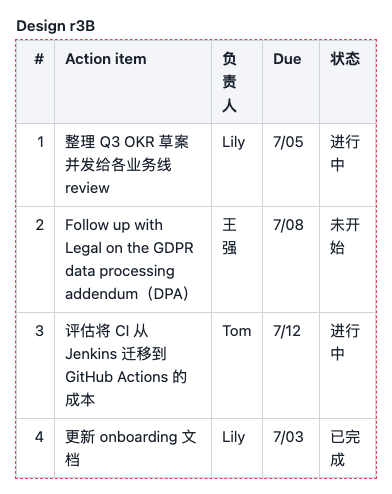 Design r3B
# Action item 负 Due 状态
责
人
1 整理 Q3 OKR 草案 Lily 7/05 进行
并发给各业务线 中
review
2 Follow up with 王 7/08 未开
Legal on the GDPR 强 始
data processing
addendum（DPA）
3 评估将 CI 从 Tom 7/12 进行
Jenkins 迁移到 中
GitHub Actions 的
成本
4 更新 onboarding 文 Lily 7/03 已完
档 成